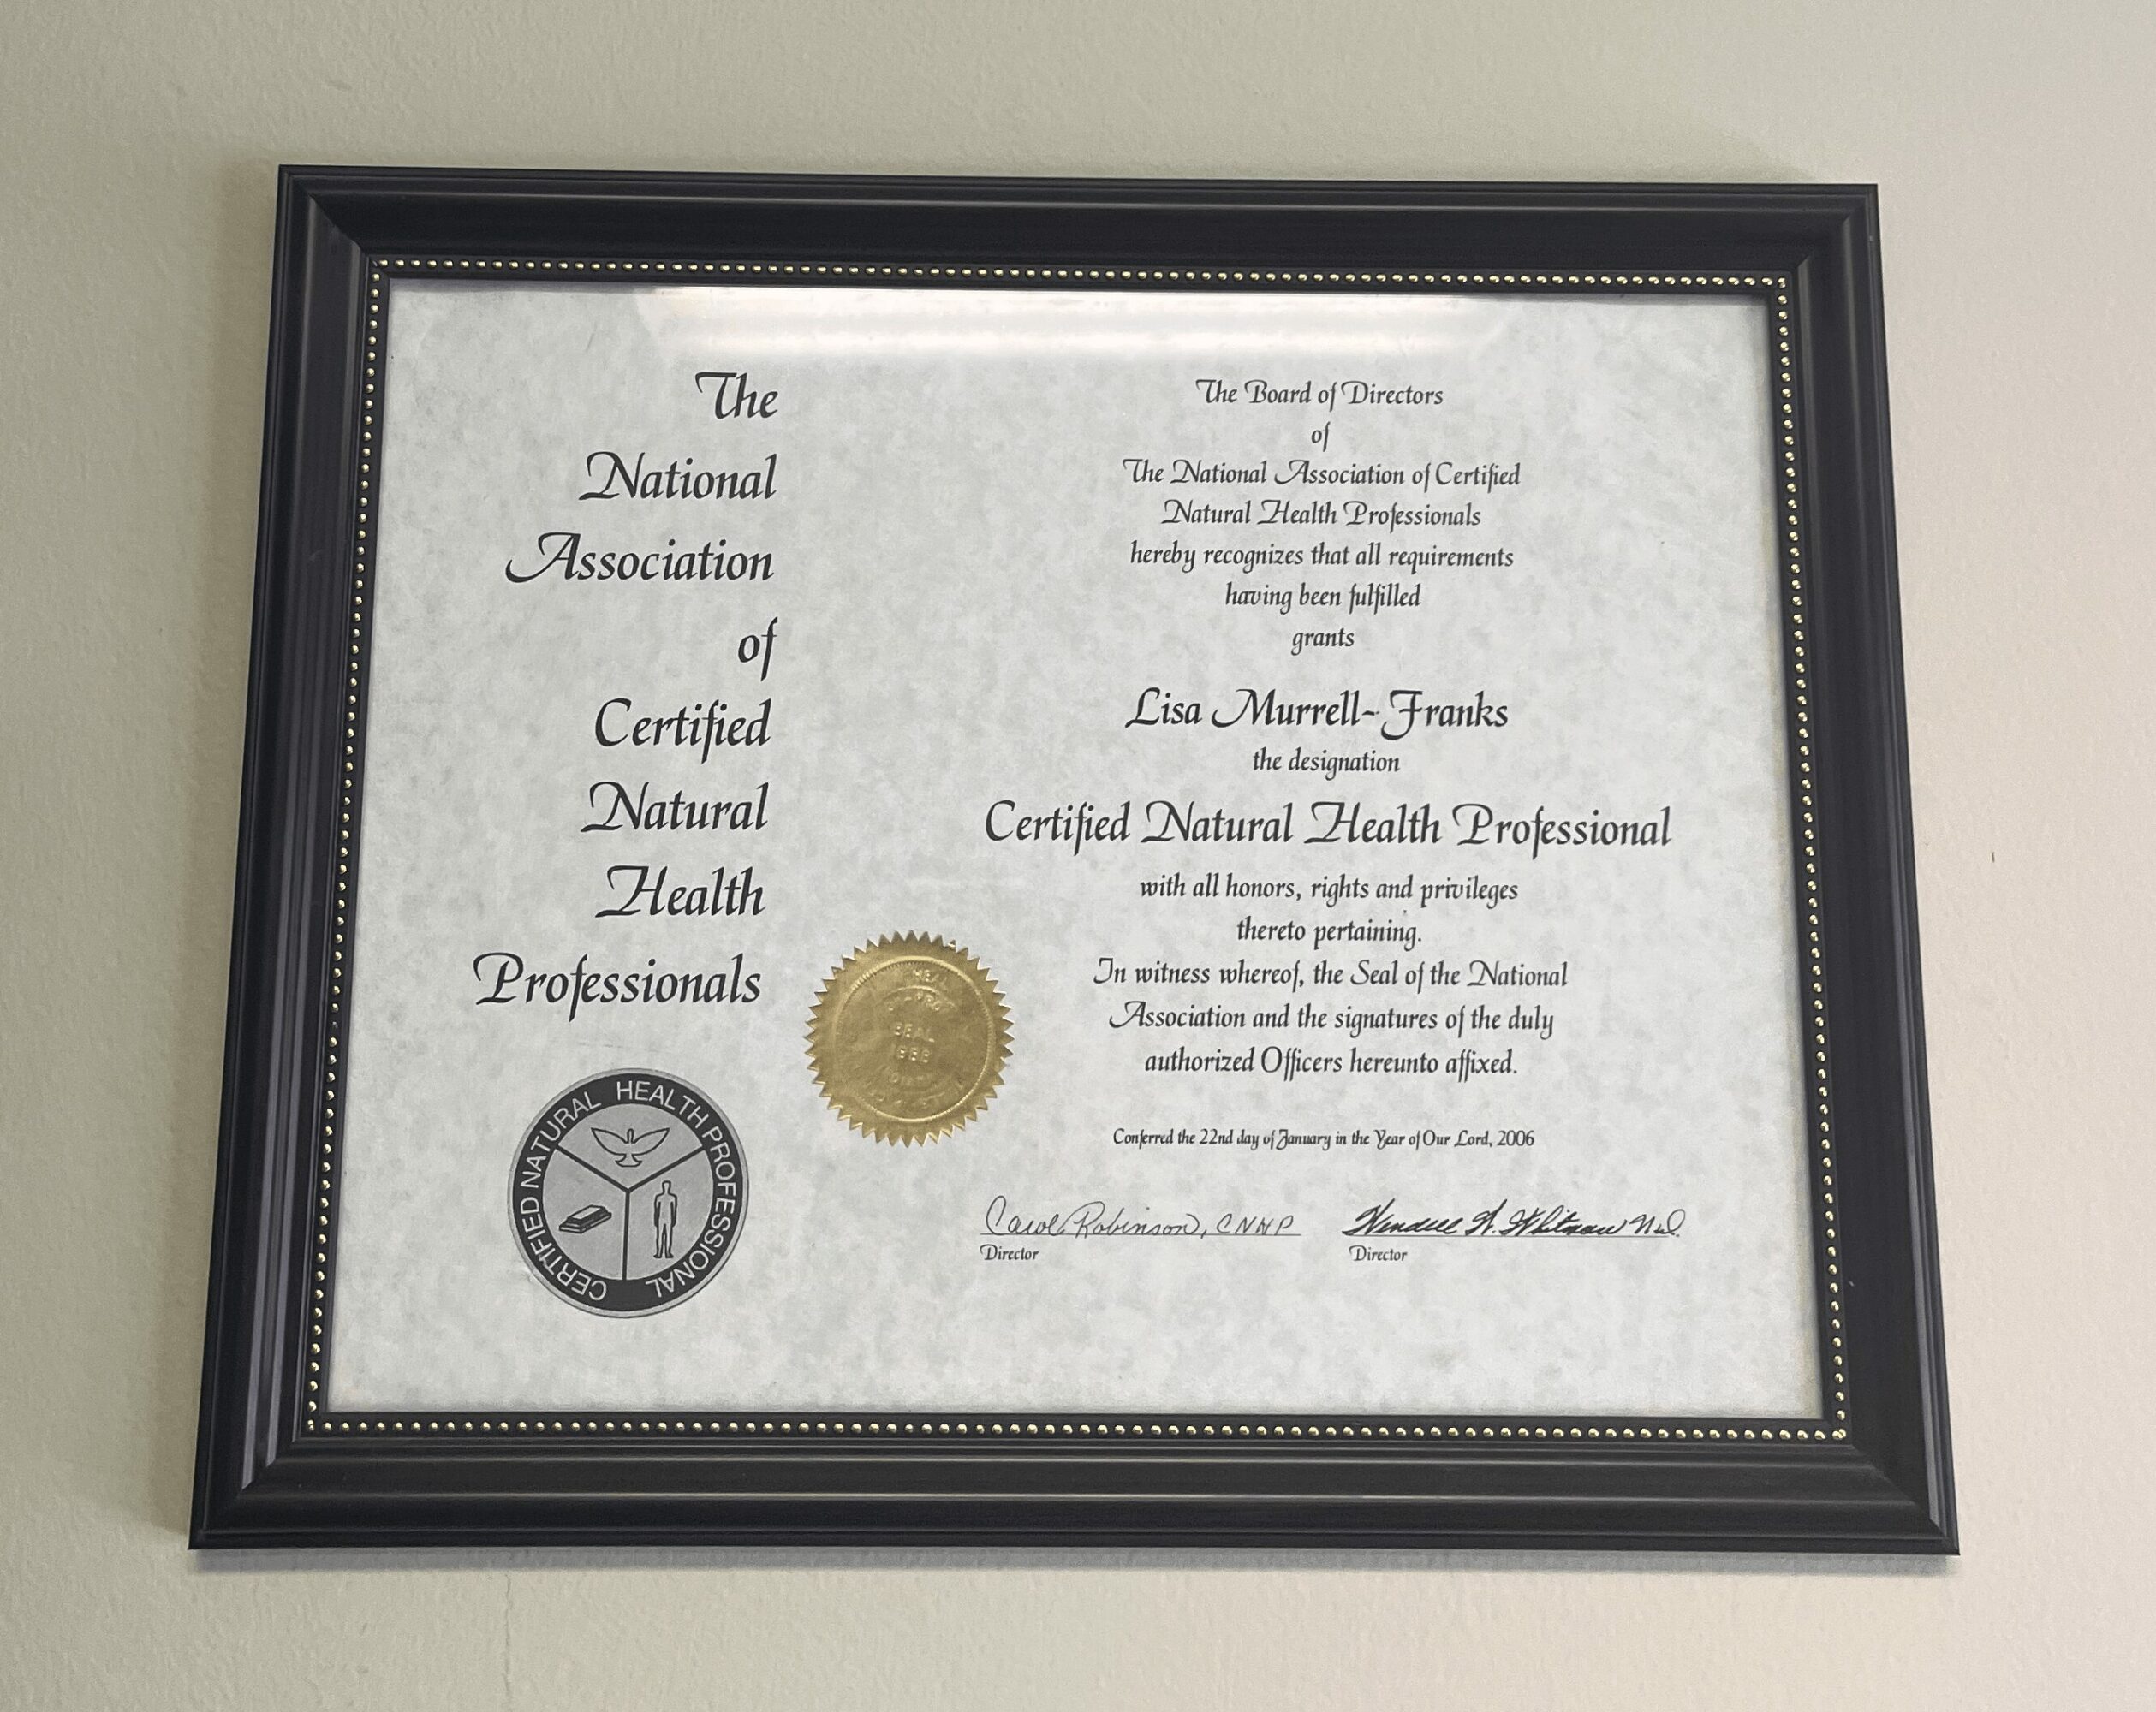 The
National
Association
of
Certified
Natural
Health
Professionals
CERTIFIED NATURAL HEALTH PROFESSIONAL
SEAL
1988
The Board of Directors
of
The National Association of Certified
Natural Health Professionals
hereby recognizes that all requirements
having been fulfilled
grants
Lisa Murrell-Franks
the designation
Certified Natural Health Professional
with all honors, rights and privileges
thereto pertaining.
In witness whereof, the Seal of the National
Association and the signatures of the duly
authorized Officers hereunto affixed.
Conferred the 22nd day of January in the Year of Our Lord, 2006
Carol Robinson, CNHP
Director
Wendell W. Whitman N.D.
Director